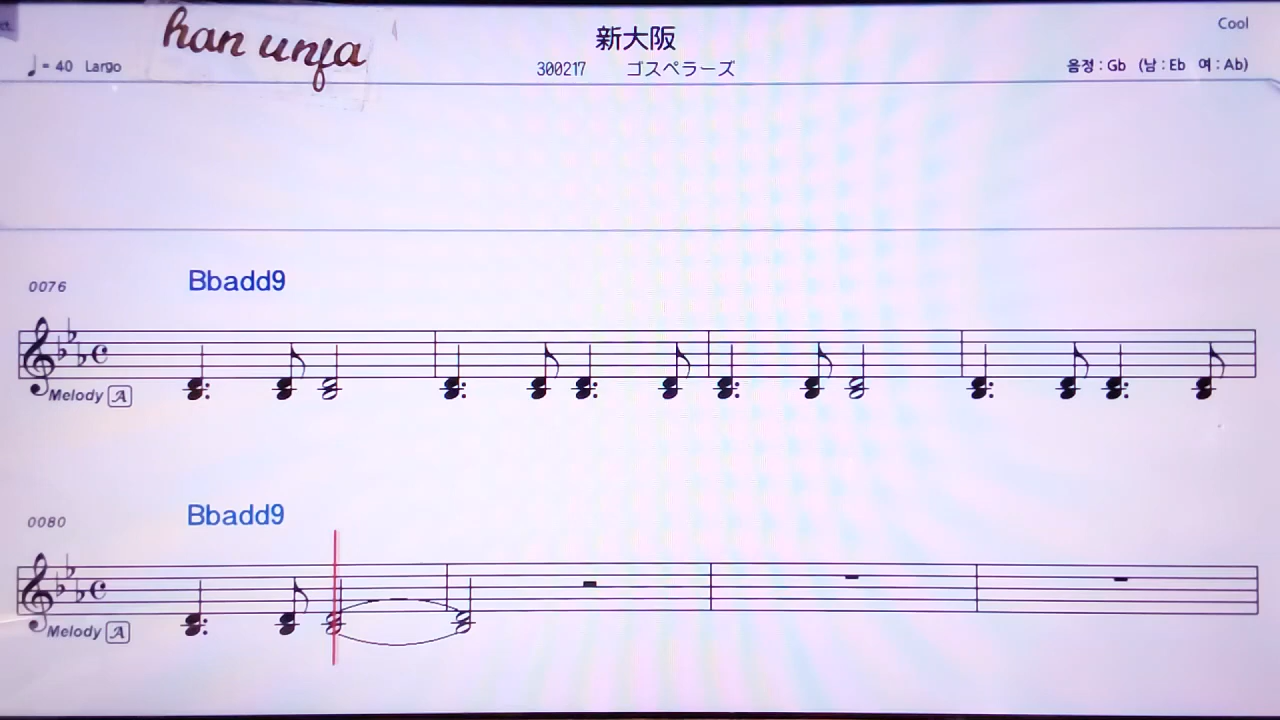 han unfa
新大阪
Cool
♩= 40 Largo
300217 ゴスペラーズ
음정 : Gb (남 : Eb 여 : Ab)
0076
Bbadd9
Melody A
0080
Bbadd9
Melody A